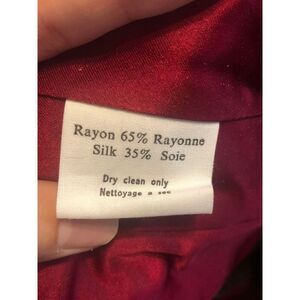 Rayon 65% Rayonne
Silk 35% Soie
Dry clean only
Nettoyage a sec